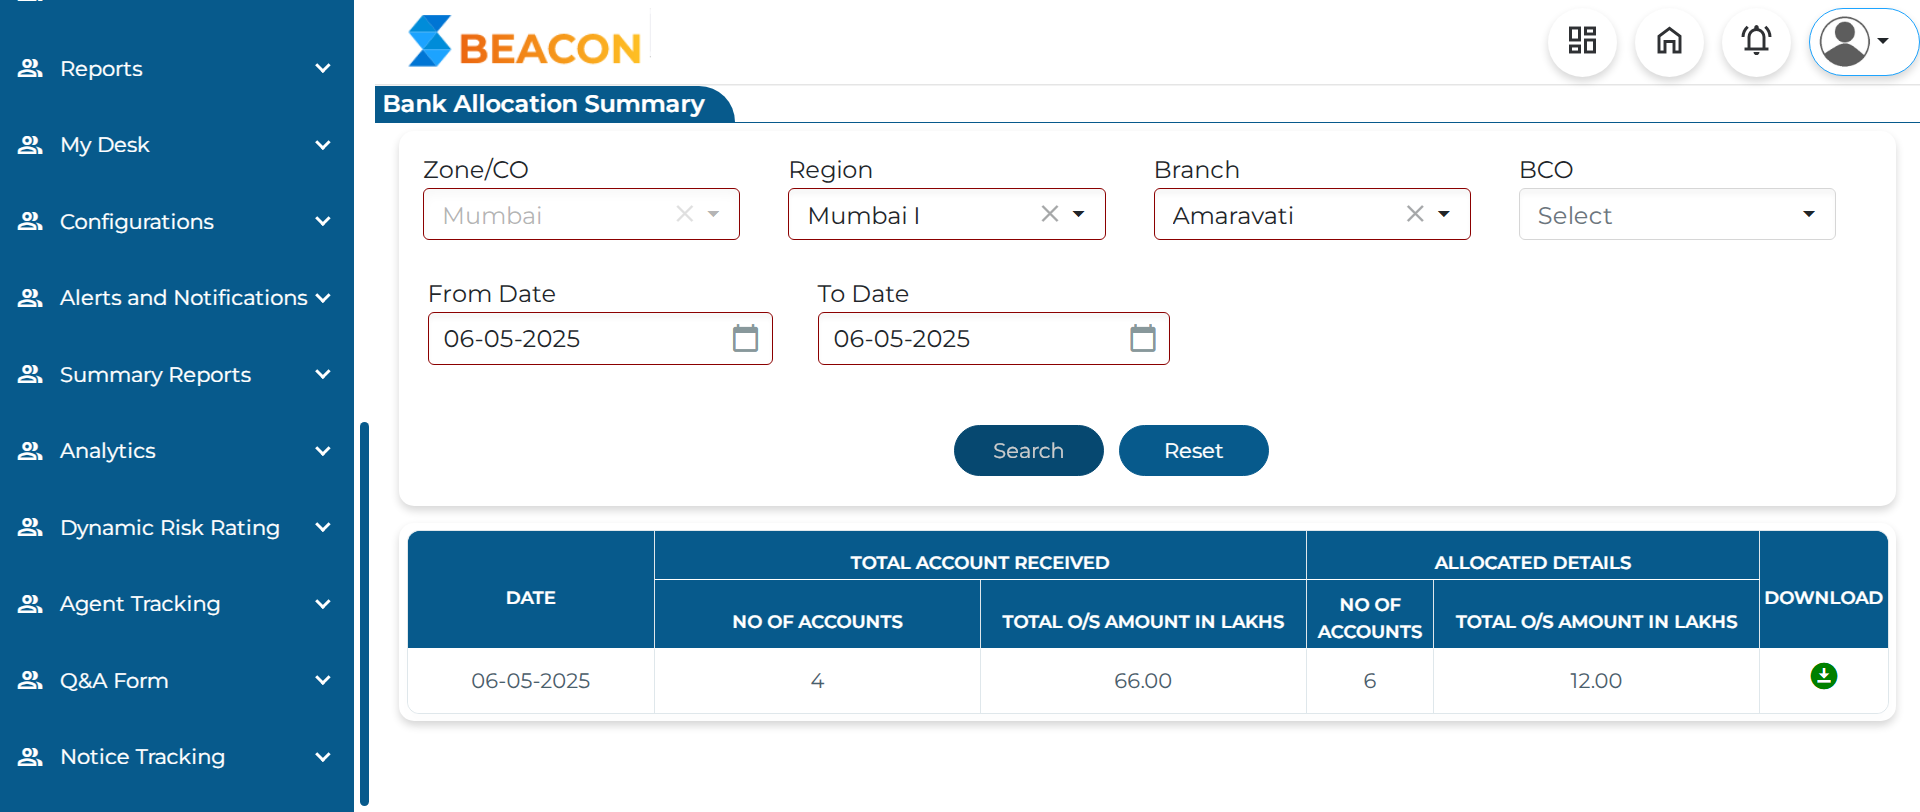 BEACON
Reports
My Desk
Configurations
Alerts and Notifications
Summary Reports
Analytics
Dynamic Risk Rating
Agent Tracking
Q&A Form
Notice Tracking
Bank Allocation Summary
Zone/CO
Region
Branch
BCO
Mumbai
Mumbai I
Amaravati
Select
From Date
To Date
06-05-2025
06-05-2025
Search
Reset
DATE
TOTAL ACCOUNT RECEIVED
ALLOCATED DETAILS
DOWNLOAD
NO OF ACCOUNTS
TOTAL O/S AMOUNT IN LAKHS
NO OF
ACCOUNTS
TOTAL O/S AMOUNT IN LAKHS
06-05-2025
4
66.00
6
12.00